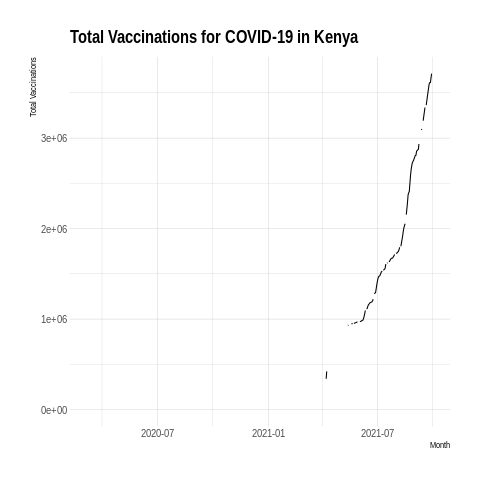 Total Vaccinations for COVID-19 in Kenya
Total Vaccinations
3e+06
2e+06
1e+06
0e+00
2020-07 2021-01 2021-07
Month